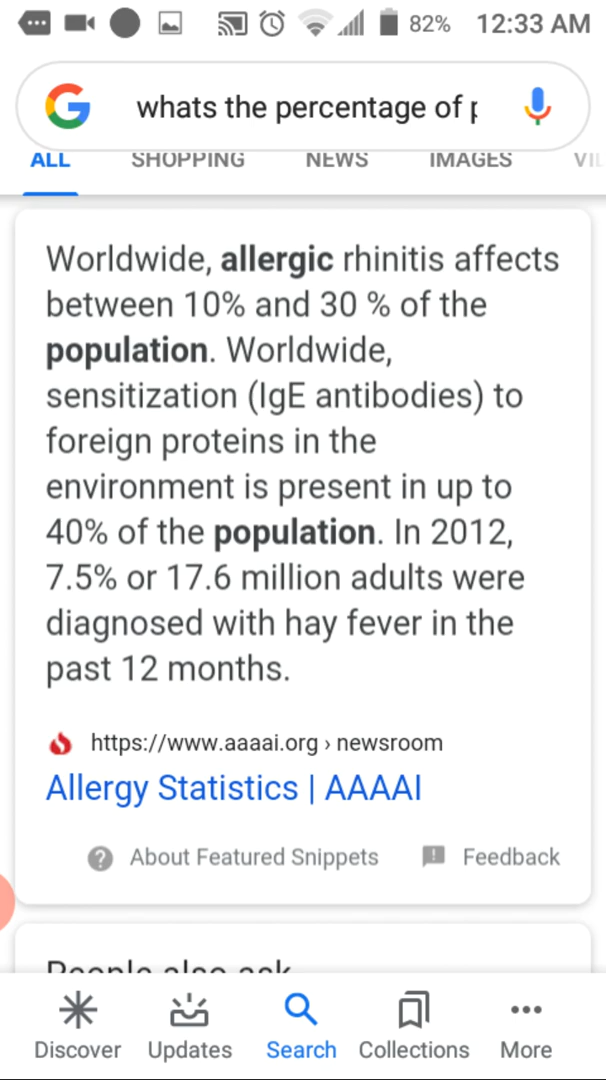 82% 12:33 AM
whats the percentage of
ALL SHOPPING NEWS IMAGES
Worldwide, allergic rhinitis affects
between 10% and 30 % of the
population. Worldwide,
sensitization (IgE antibodies) to
foreign proteins in the
environment is present in up to
40% of the population. In 2012,
7.5% or 17.6 million adults were
diagnosed with hay fever in the
past 12 months.
https://www.aaaai.org › newsroom
Allergy Statistics | AAAAI
About Featured Snippets Feedback
People also ask
Discover Updates Search Collections More